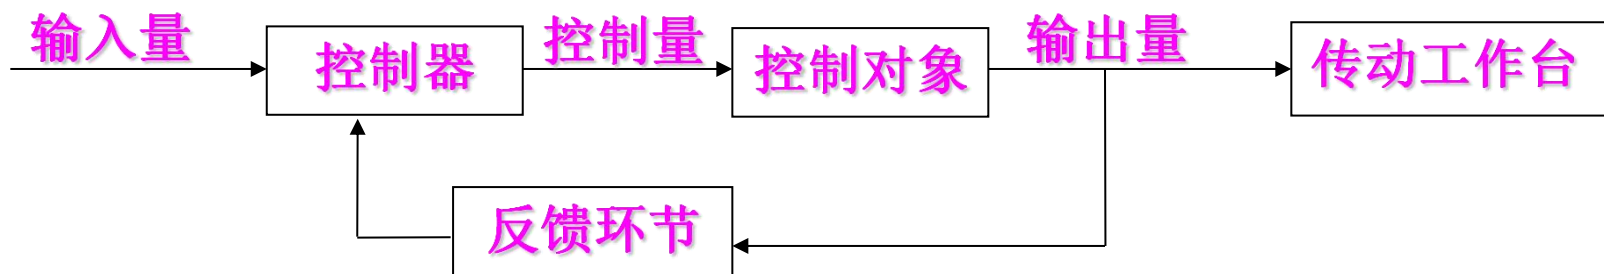 输入量
控制器
控制量
控制对象
输出量
传动工作台
反馈环节